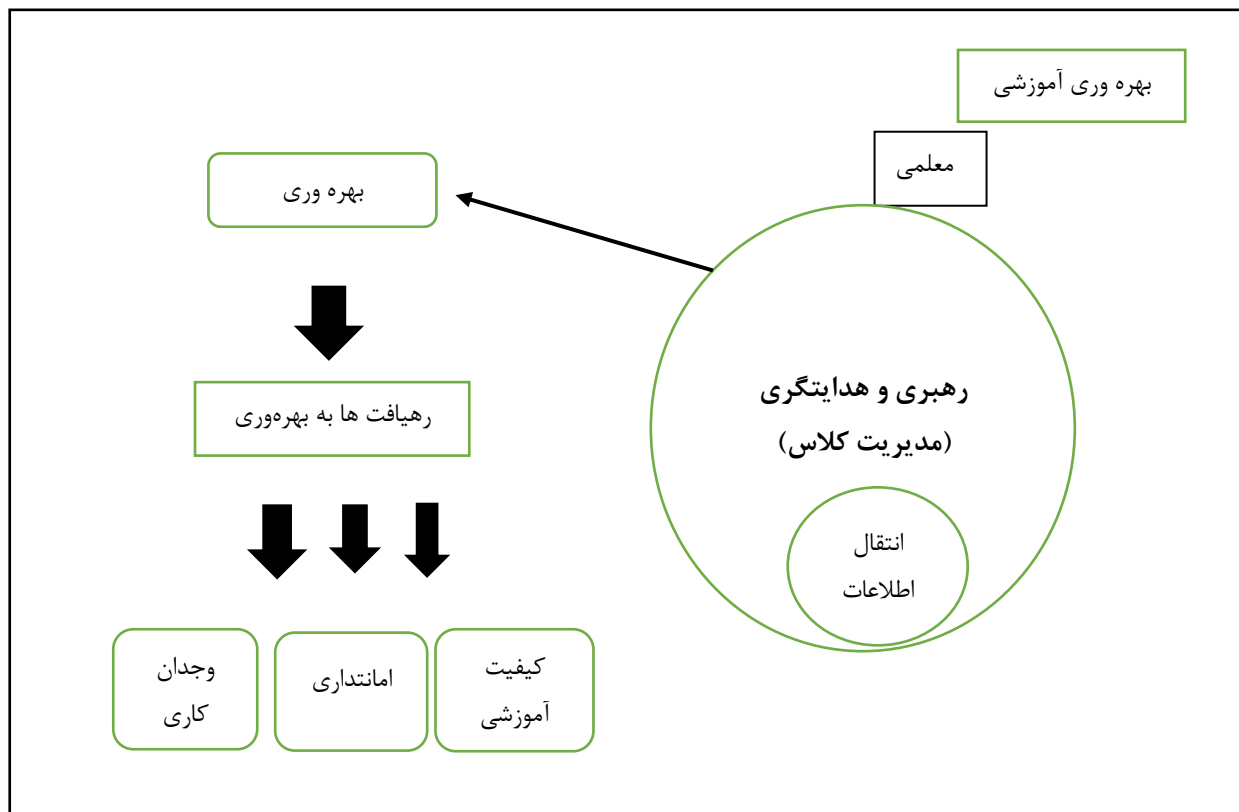 بهره وری آموزشی
معلمی
بهره وری
رهبری و هدایتگری
(مدیریت کلاس)
رهیافت ها به بهره‌وری
انتقال
اطلاعات
کیفیت
آموزشی
امانتداری
وجدان
کاری